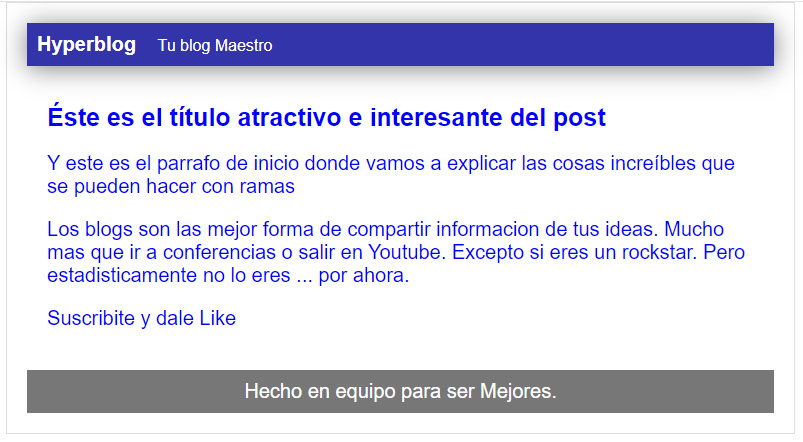 Hyperblog Tu blog Maestro
Éste es el título atractivo e interesante del post
Y este es el parrafo de inicio donde vamos a explicar las cosas increíbles que
se pueden hacer con ramas
Los blogs son las mejor forma de compartir informacion de tus ideas. Mucho
mas que ir a conferencias o salir en Youtube. Excepto si eres un rockstar. Pero
estadisticamente no lo eres ... por ahora.
Suscribite y dale Like
Hecho en equipo para ser Mejores.